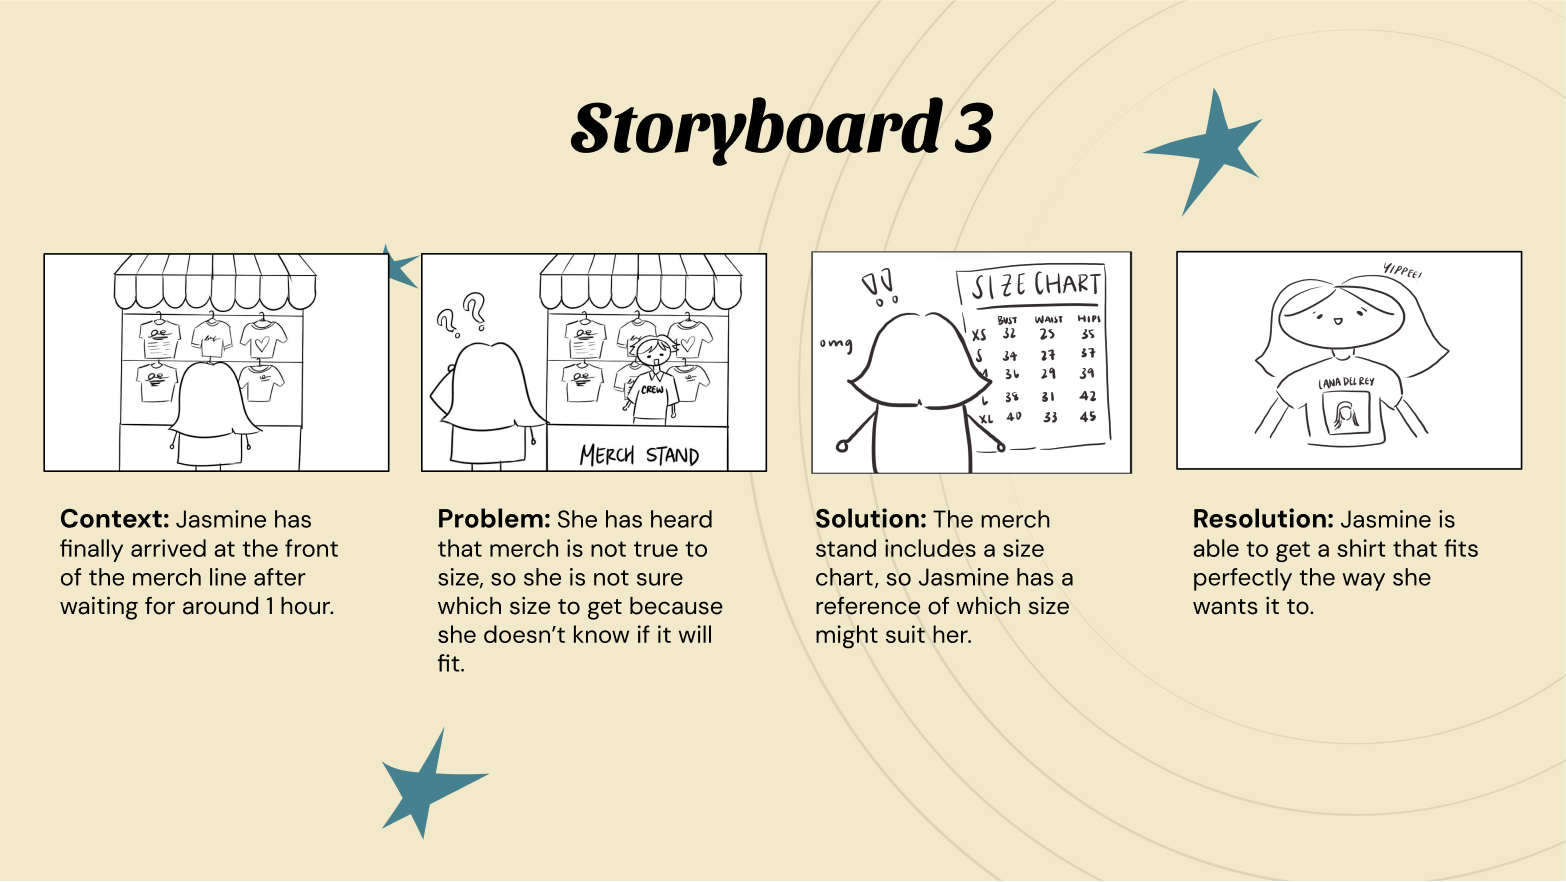 Storyboard 3
? ?
CREW
MERCH STAND
!!
omg
SIZE CHART
BUST WAIST HIPS
XS 32 25 35
S 34 27 37
36 29 39
L 38 31 42
XL 40 33 45
YIPPEE!
LANA DEL REY
Context: Jasmine has
finally arrived at the front
of the merch line after
waiting for around 1 hour.
Problem: She has heard
that merch is not true to
size, so she is not sure
which size to get because
she doesn’t know if it will
fit.
Solution: The merch
stand includes a size
chart, so Jasmine has a
reference of which size
might suit her.
Resolution: Jasmine is
able to get a shirt that fits
perfectly the way she
wants it to.